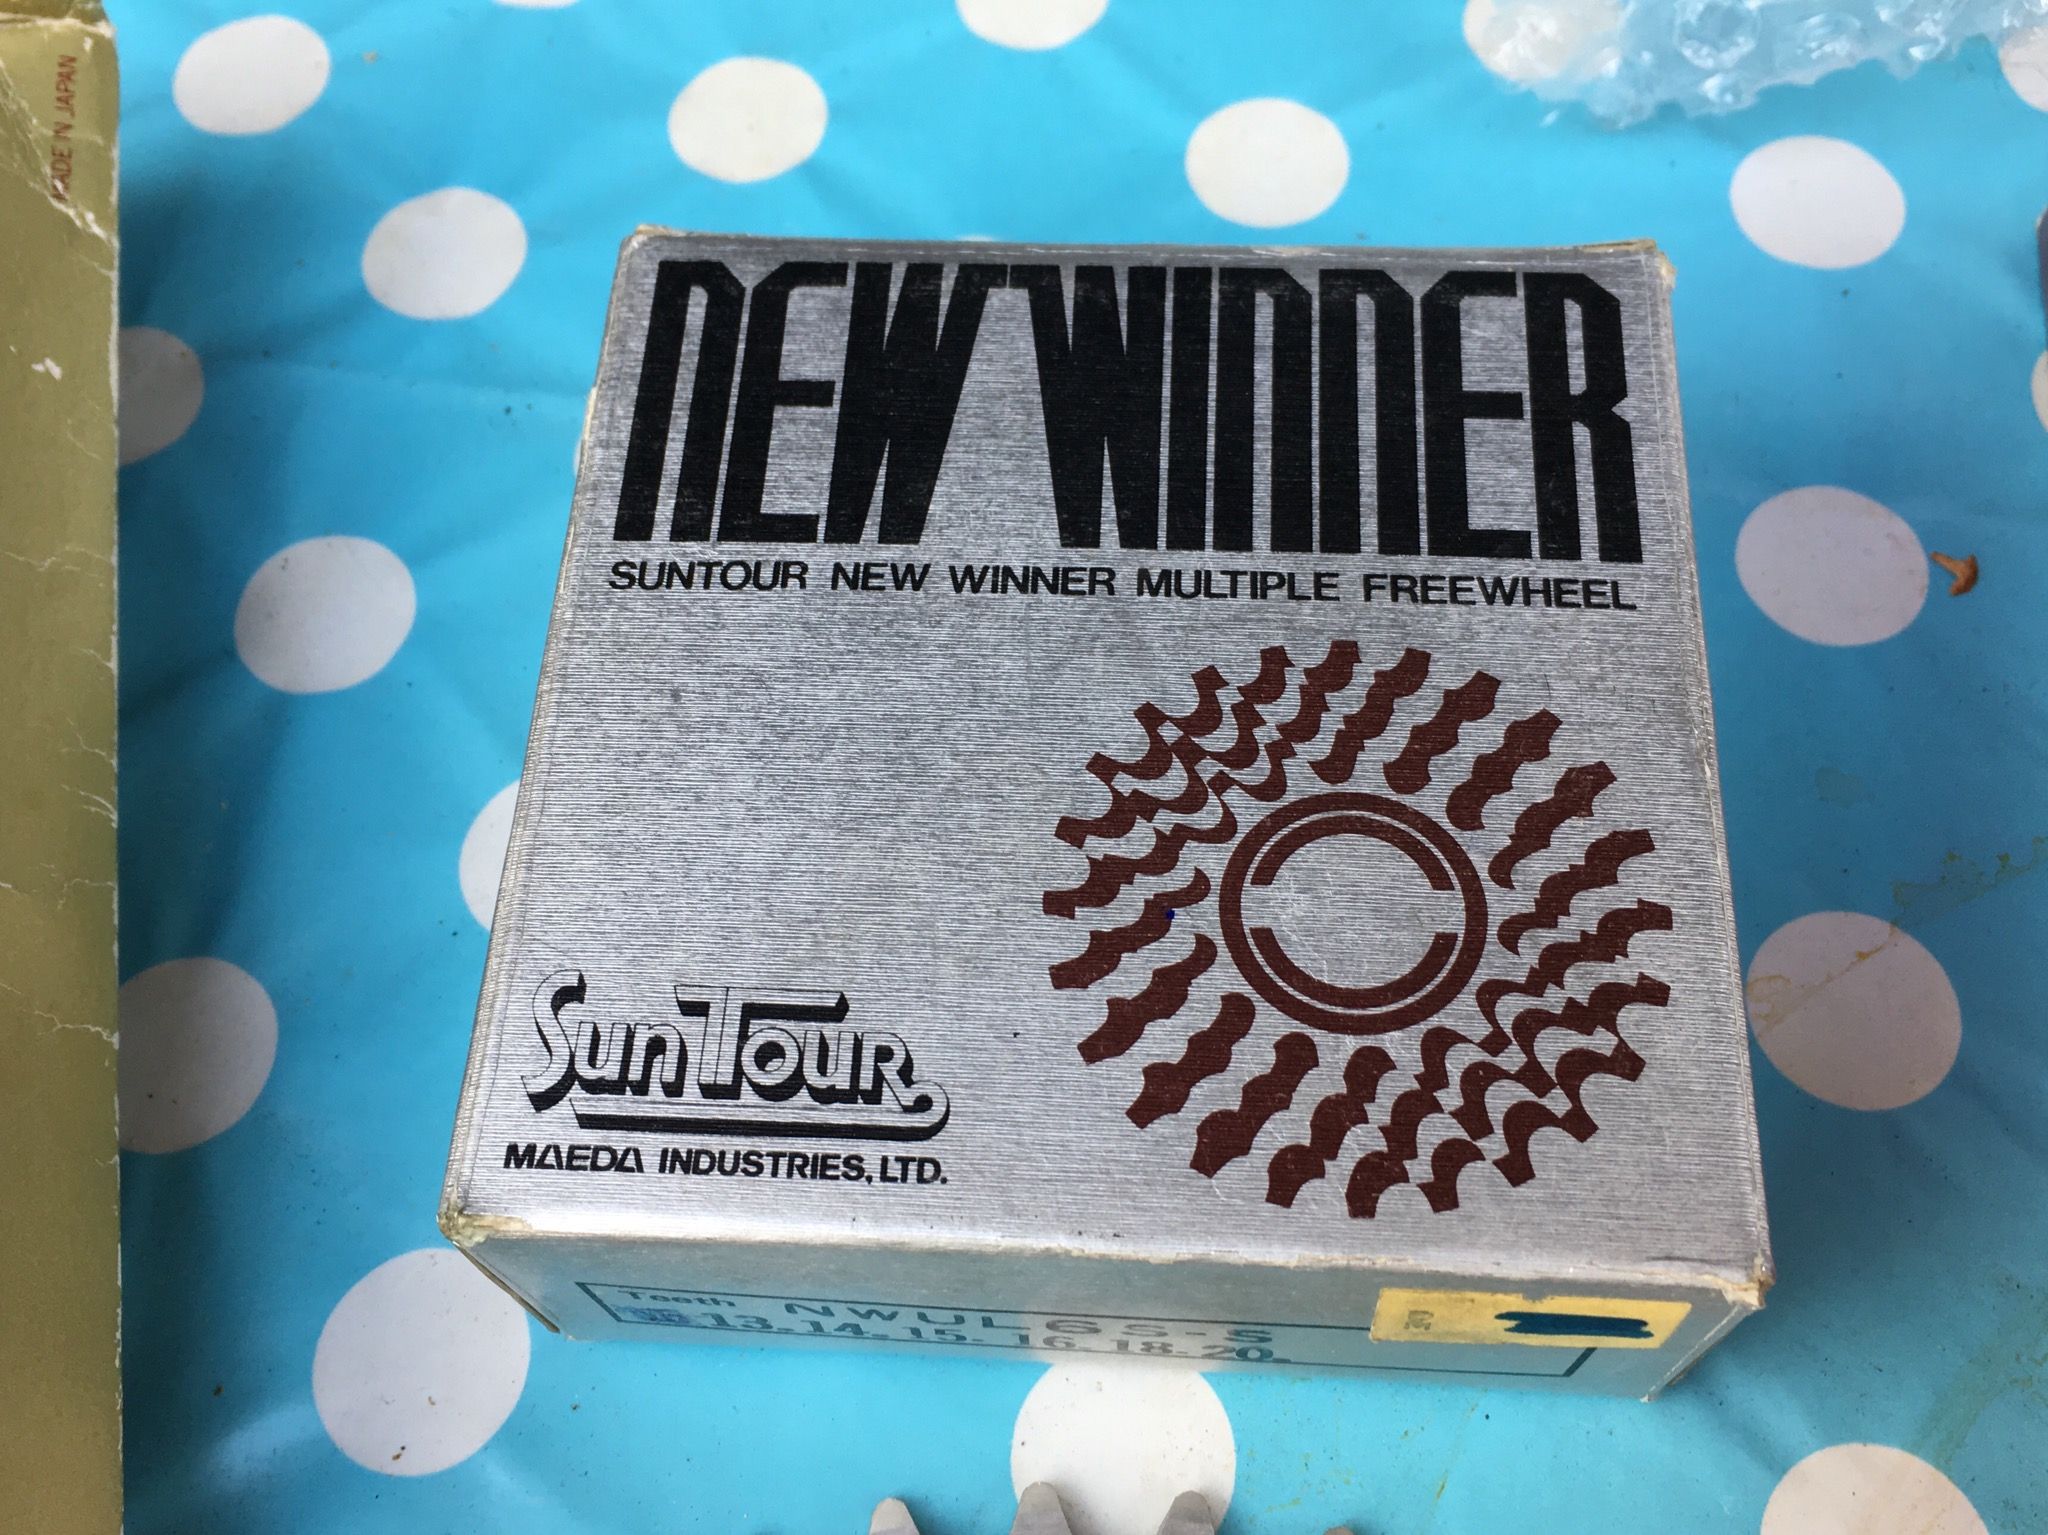 MADE IN JAPAN
NEW WINNER
SUNTOUR NEW WINNER MULTIPLE FREEWHEEL
SunTour
MAEDA INDUSTRIES, LTD.
Teeth NWUL6S-S
13. 14. 15. 16. 18. 20.